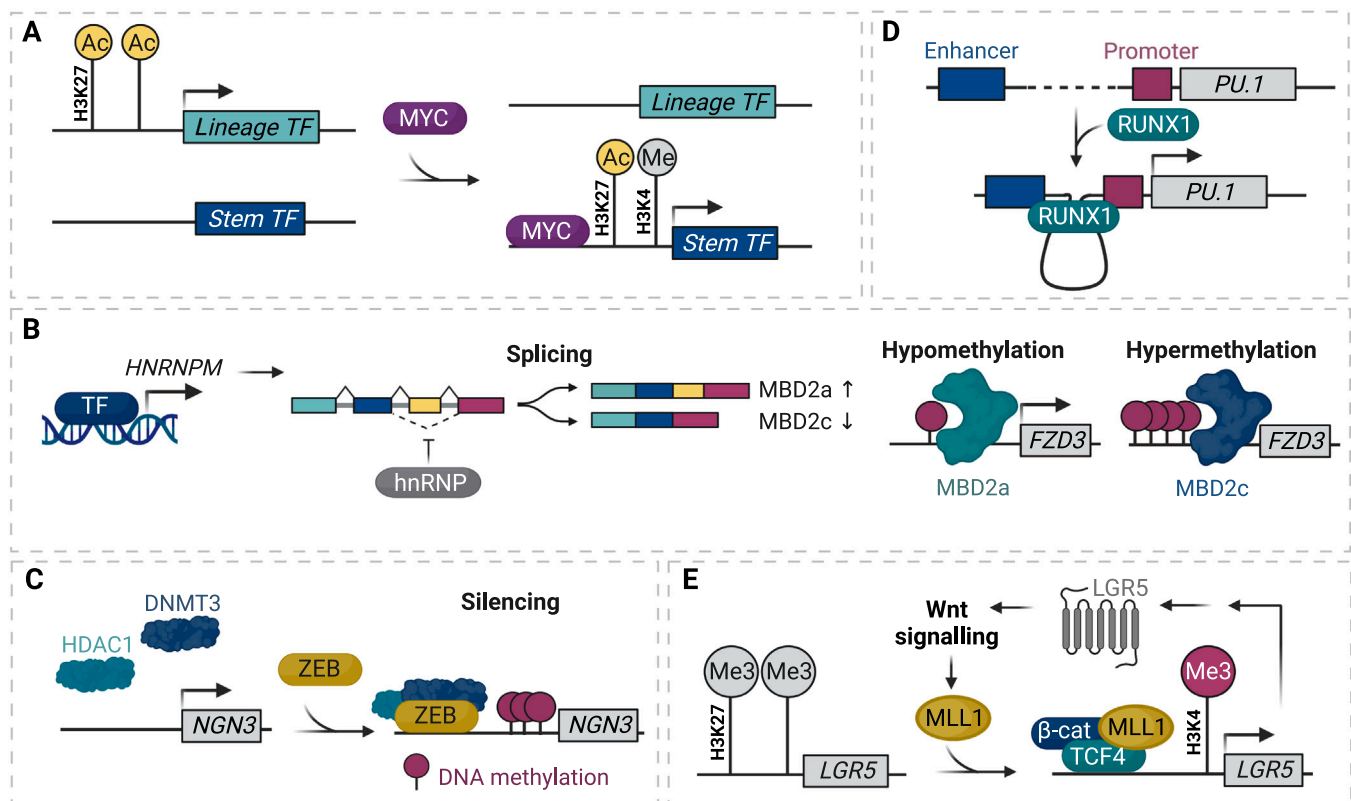 A
Ac Ac
H3K27
Lineage TF
Stem TF
MYC
Lineage TF
Ac Me
H3K27 H3K4
MYC
Stem TF
D
Enhancer Promoter
PU.1
RUNX1
PU.1
RUNX1
B
HNRNPM
TF
Splicing
hnRNP
MBD2a ↑
MBD2c ↓
Hypomethylation
FZD3
MBD2a
Hypermethylation
FZD3
MBD2c
C
DNMT3
HDAC1
NGN3
Silencing
ZEB
ZEB
NGN3
DNA methylation
E
Me3 Me3
H3K27
LGR5
Wnt
signalling
LGR5
MLL1
β-cat MLL1
TCF4
Me3
H3K4
LGR5